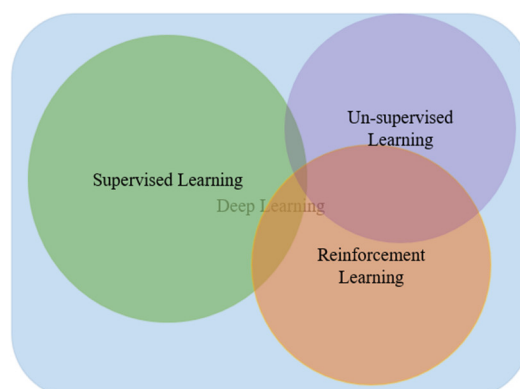 Un-supervised
Learning
Supervised Learning
Deep Learning
Reinforcement
Learning